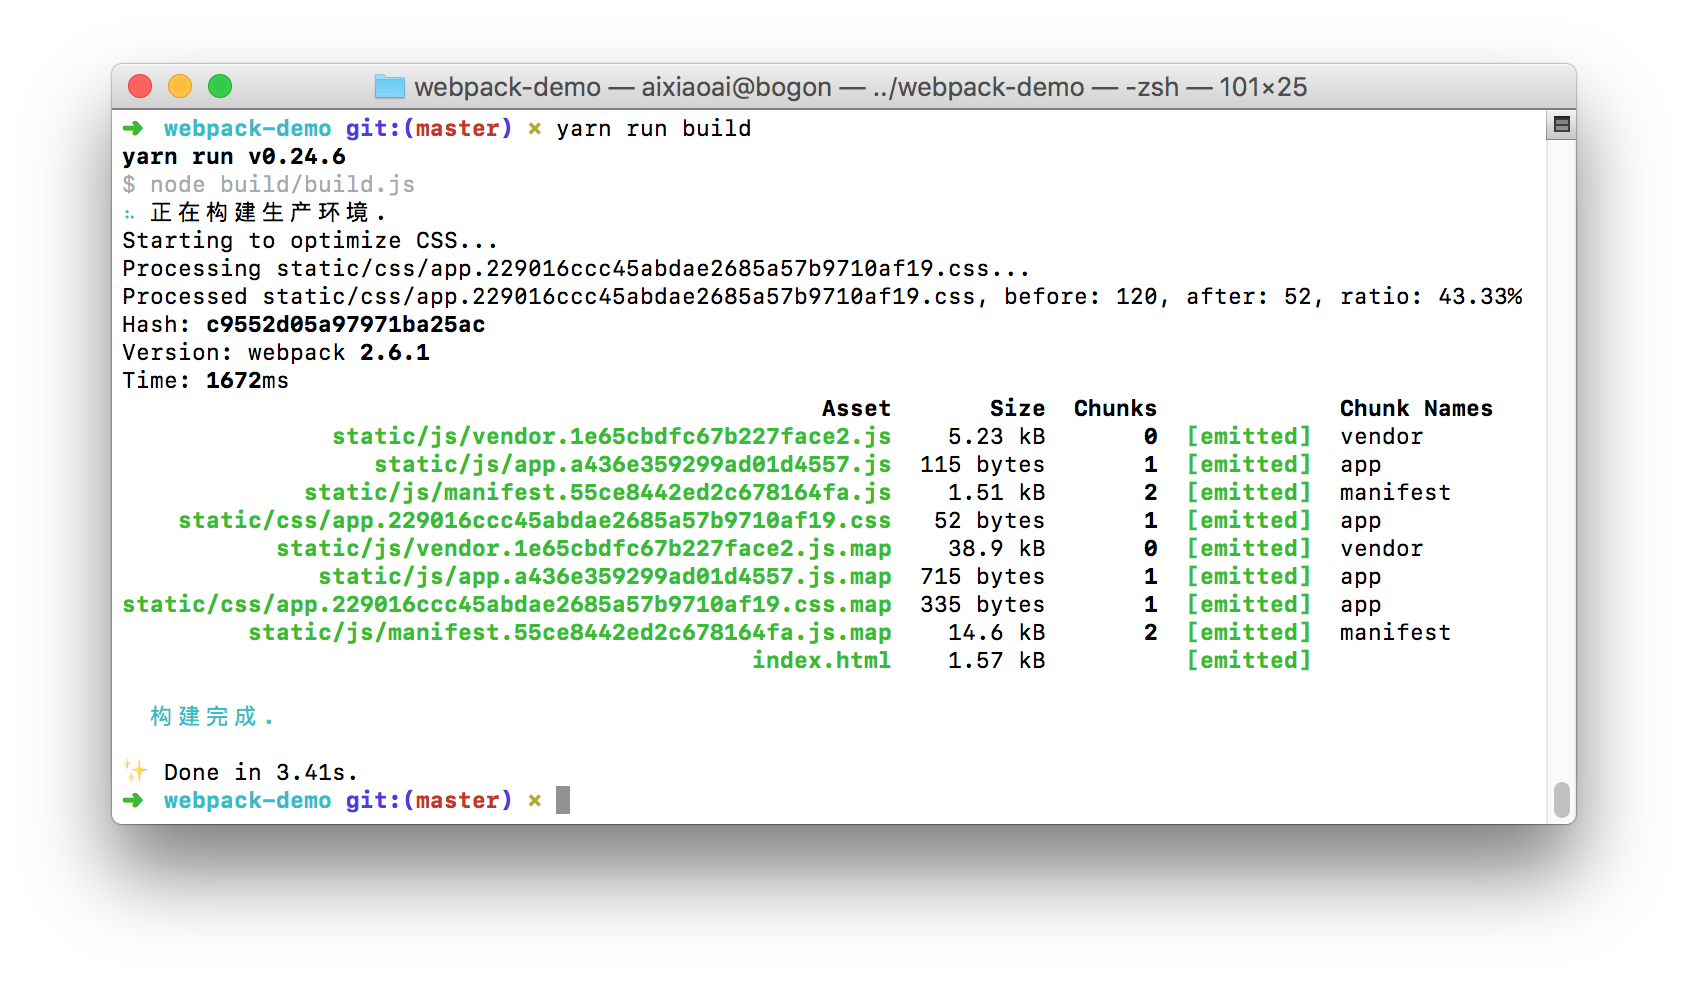 webpack-demo — aixiaoai@bogon — ../webpack-demo — -zsh — 101×25
➜ webpack-demo git:(master) × yarn run build
yarn run v0.24.6
$ node build/build.js
⠦ 正在构建生产环境.
Starting to optimize CSS...
Processing static/css/app.229016ccc45abdae2685a57b9710af19.css...
Processed static/css/app.229016ccc45abdae2685a57b9710af19.css, before: 120, after: 52, ratio: 43.33%
Hash: c9552d05a97971ba25ac
Version: webpack 2.6.1
Time: 1672ms
Asset Size Chunks Chunk Names
static/js/vendor.1e65cbdfc67b227face2.js 5.23 kB 0 [emitted] vendor
static/js/app.a436e359299ad01d4557.js 115 bytes 1 [emitted] app
static/js/manifest.55ce8442ed2c678164fa.js 1.51 kB 2 [emitted] manifest
static/css/app.229016ccc45abdae2685a57b9710af19.css 52 bytes 1 [emitted] app
static/js/vendor.1e65cbdfc67b227face2.js.map 38.9 kB 0 [emitted] vendor
static/js/app.a436e359299ad01d4557.js.map 715 bytes 1 [emitted] app
static/css/app.229016ccc45abdae2685a57b9710af19.css.map 335 bytes 1 [emitted] app
static/js/manifest.55ce8442ed2c678164fa.js.map 14.6 kB 2 [emitted] manifest
index.html 1.57 kB [emitted]
构建完成.
✨ Done in 3.41s.
➜ webpack-demo git:(master) ×